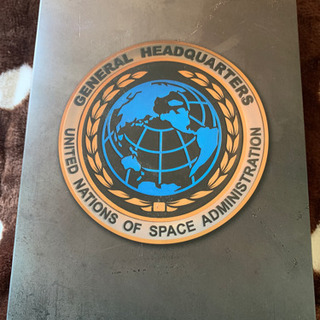 GENERAL HEADQUARTERS
UNITED NATIONS OF SPACE ADMINISTRATION